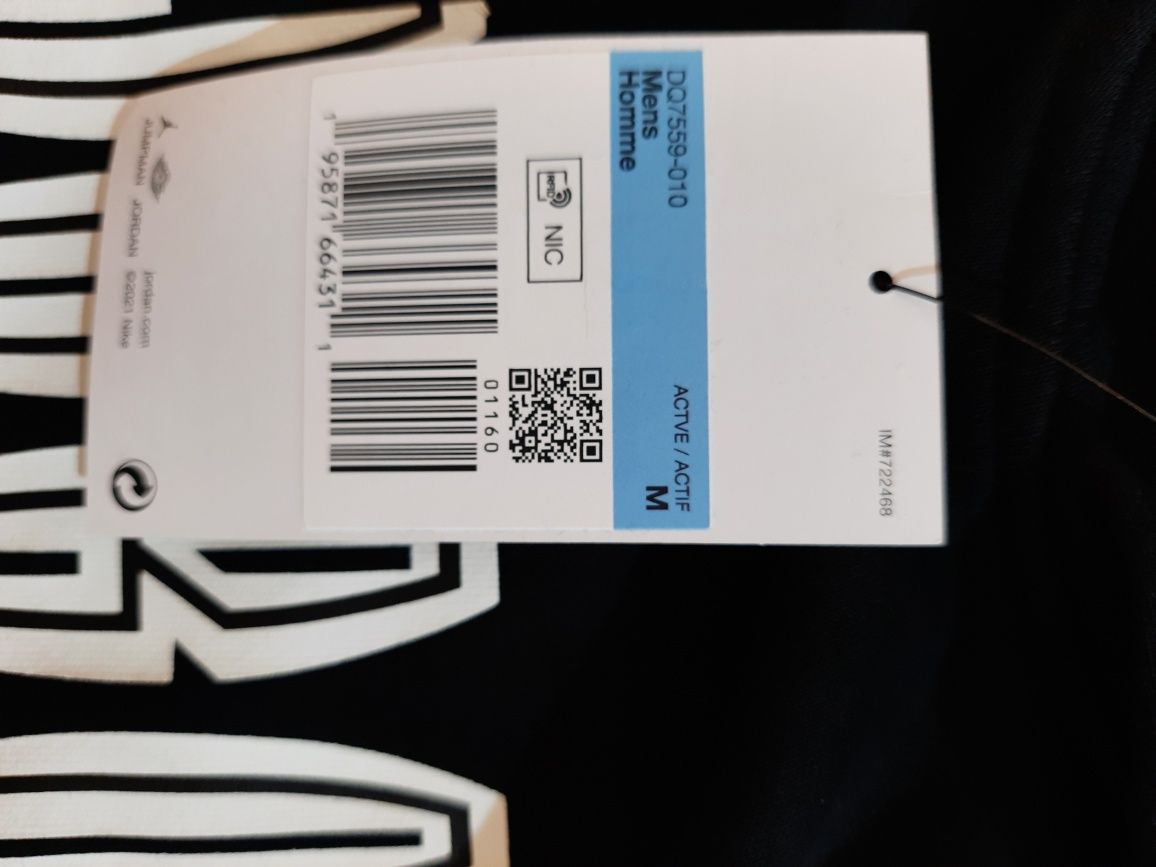 IM#722468
DQ7559-010
Mens
Homme
ACTVE / ACTIF
M
RFID
NIC
01160
1 95871 66431 1
jordan.com
JUMPMAN JORDAN ©2021 Nike